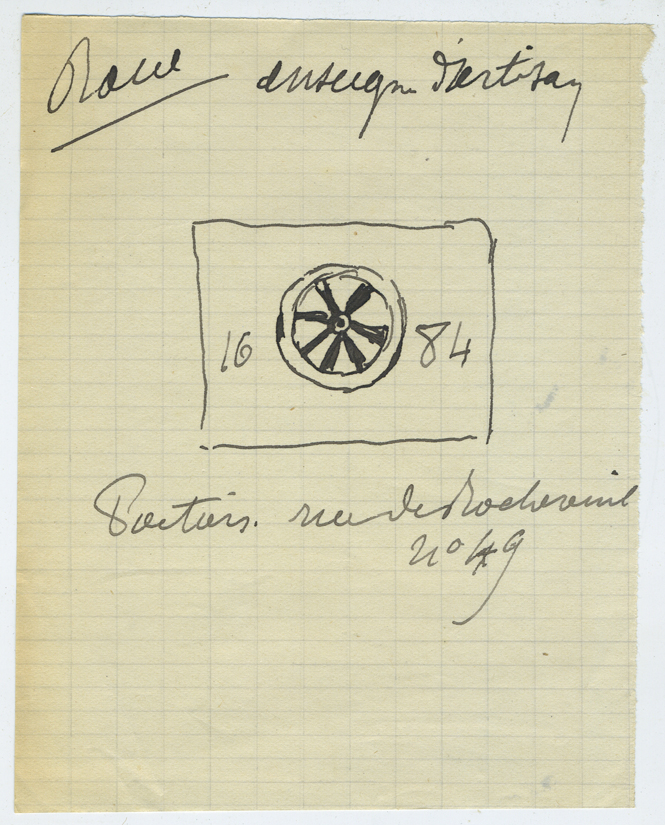 Roue enseigne d'artisan
16 84
Poitiers. rue de Rochereuil
n° 49